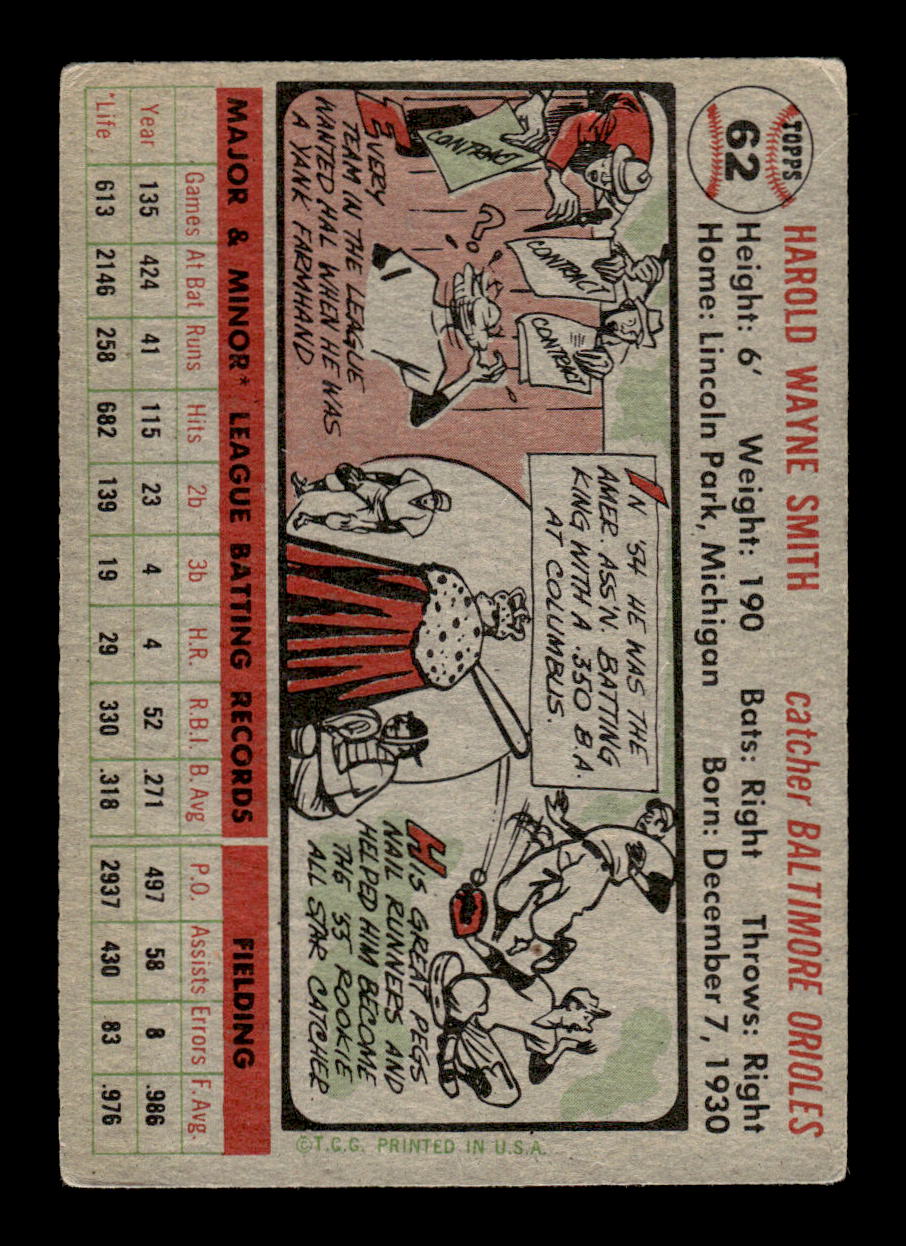 TOPPS
62
HAROLD WAYNE SMITH catcher BALTIMORE ORIOLES
Height: 6' Weight: 190 Bats: Right Throws: Right
Home: Lincoln Park, Michigan Born: December 7, 1930
CONTRACT
CONTRACT
CONTRACT
?
EVERY
TEAM IN THE LEAGUE
WANTED HAL WHEN HE WAS
A YANK FARMHAND
IN '54 HE WAS THE
AMER. ASS'N. BATTING
KING WITH A .350 B.A.
AT COLUMBUS.
HIS GREAT PEGS
NAIL RUNNERS AND
HELPED HIM BECOME
THE '55 ROOKIE
ALL STAR CATCHER
©T.C.G. PRINTED IN U.S.A.
MAJOR & MINOR* LEAGUE BATTING RECORDS FIELDING
Games At Bat Runs Hits 2b 3b H.R. R.B.I. B. Avg P.O. Assists Errors F. Avg.
Year 135 424 41 115 23 4 4 52 .271 497 58 8 .986
*Life 613 2146 258 682 139 19 29 330 .318 2937 430 83 .976